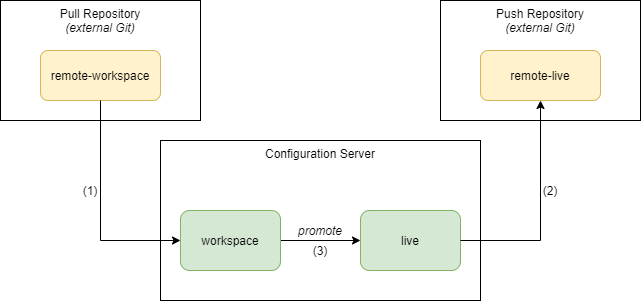 Pull Repository
(external Git)
remote-workspace
Push Repository
(external Git)
remote-live
(1)
(2)
Configuration Server
workspace
promote
(3)
live